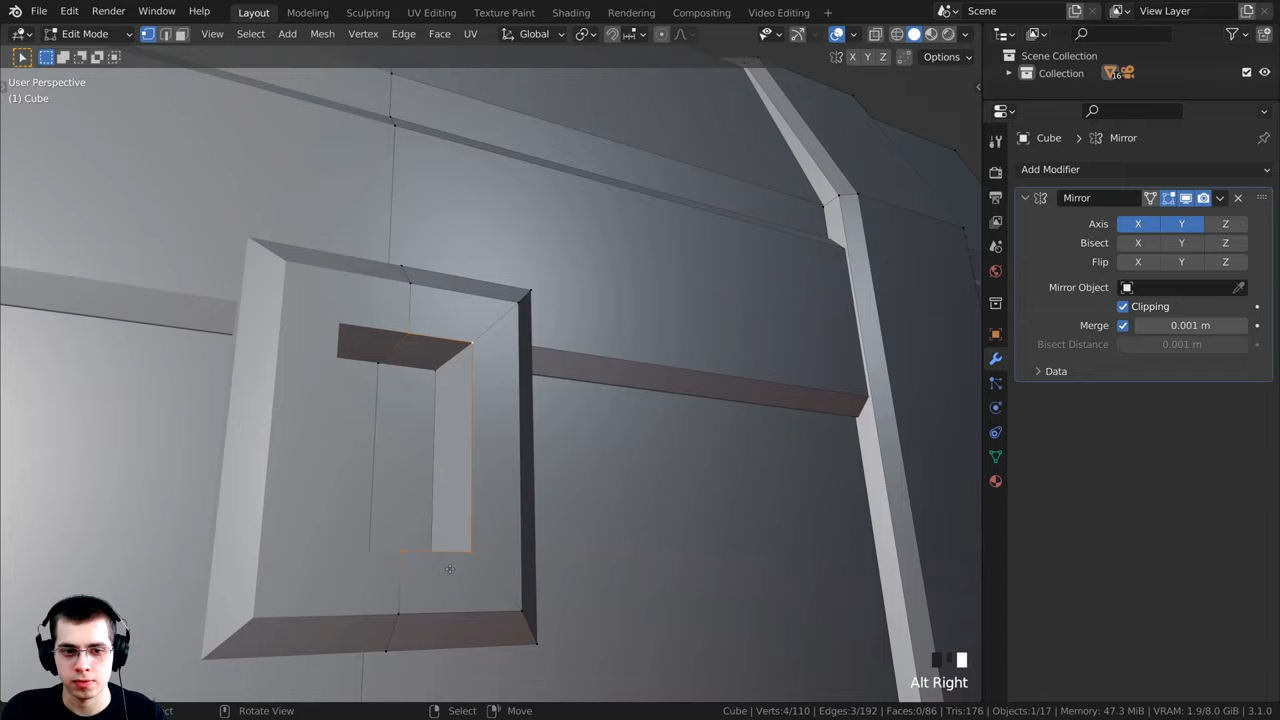 File Edit Render Window Help Layout Modeling Sculpting UV Editing Texture Paint Shading Animation Rendering Compositing Video Editing + Scene View Layer
Edit Mode View Select Add Mesh Vertex Edge Face UV Global
X Y Z Options
Scene Collection
Collection 16
User Perspective
(1) Cube
Cube > Mirror
Add Modifier
Mirror
Axis X Y Z
Bisect X Y Z
Flip X Y Z
Mirror Object
Clipping
Merge 0.001 m
Bisect Distance 0.001 m
Data
Alt Right
Rotate View Select Move Cube | Verts:4/110 | Edges:3/192 | Faces:0/86 | Tris:176 | Objects:1/17 | Memory: 47.3 MiB | VRAM: 1.9/8.0 GiB | 3.1.0